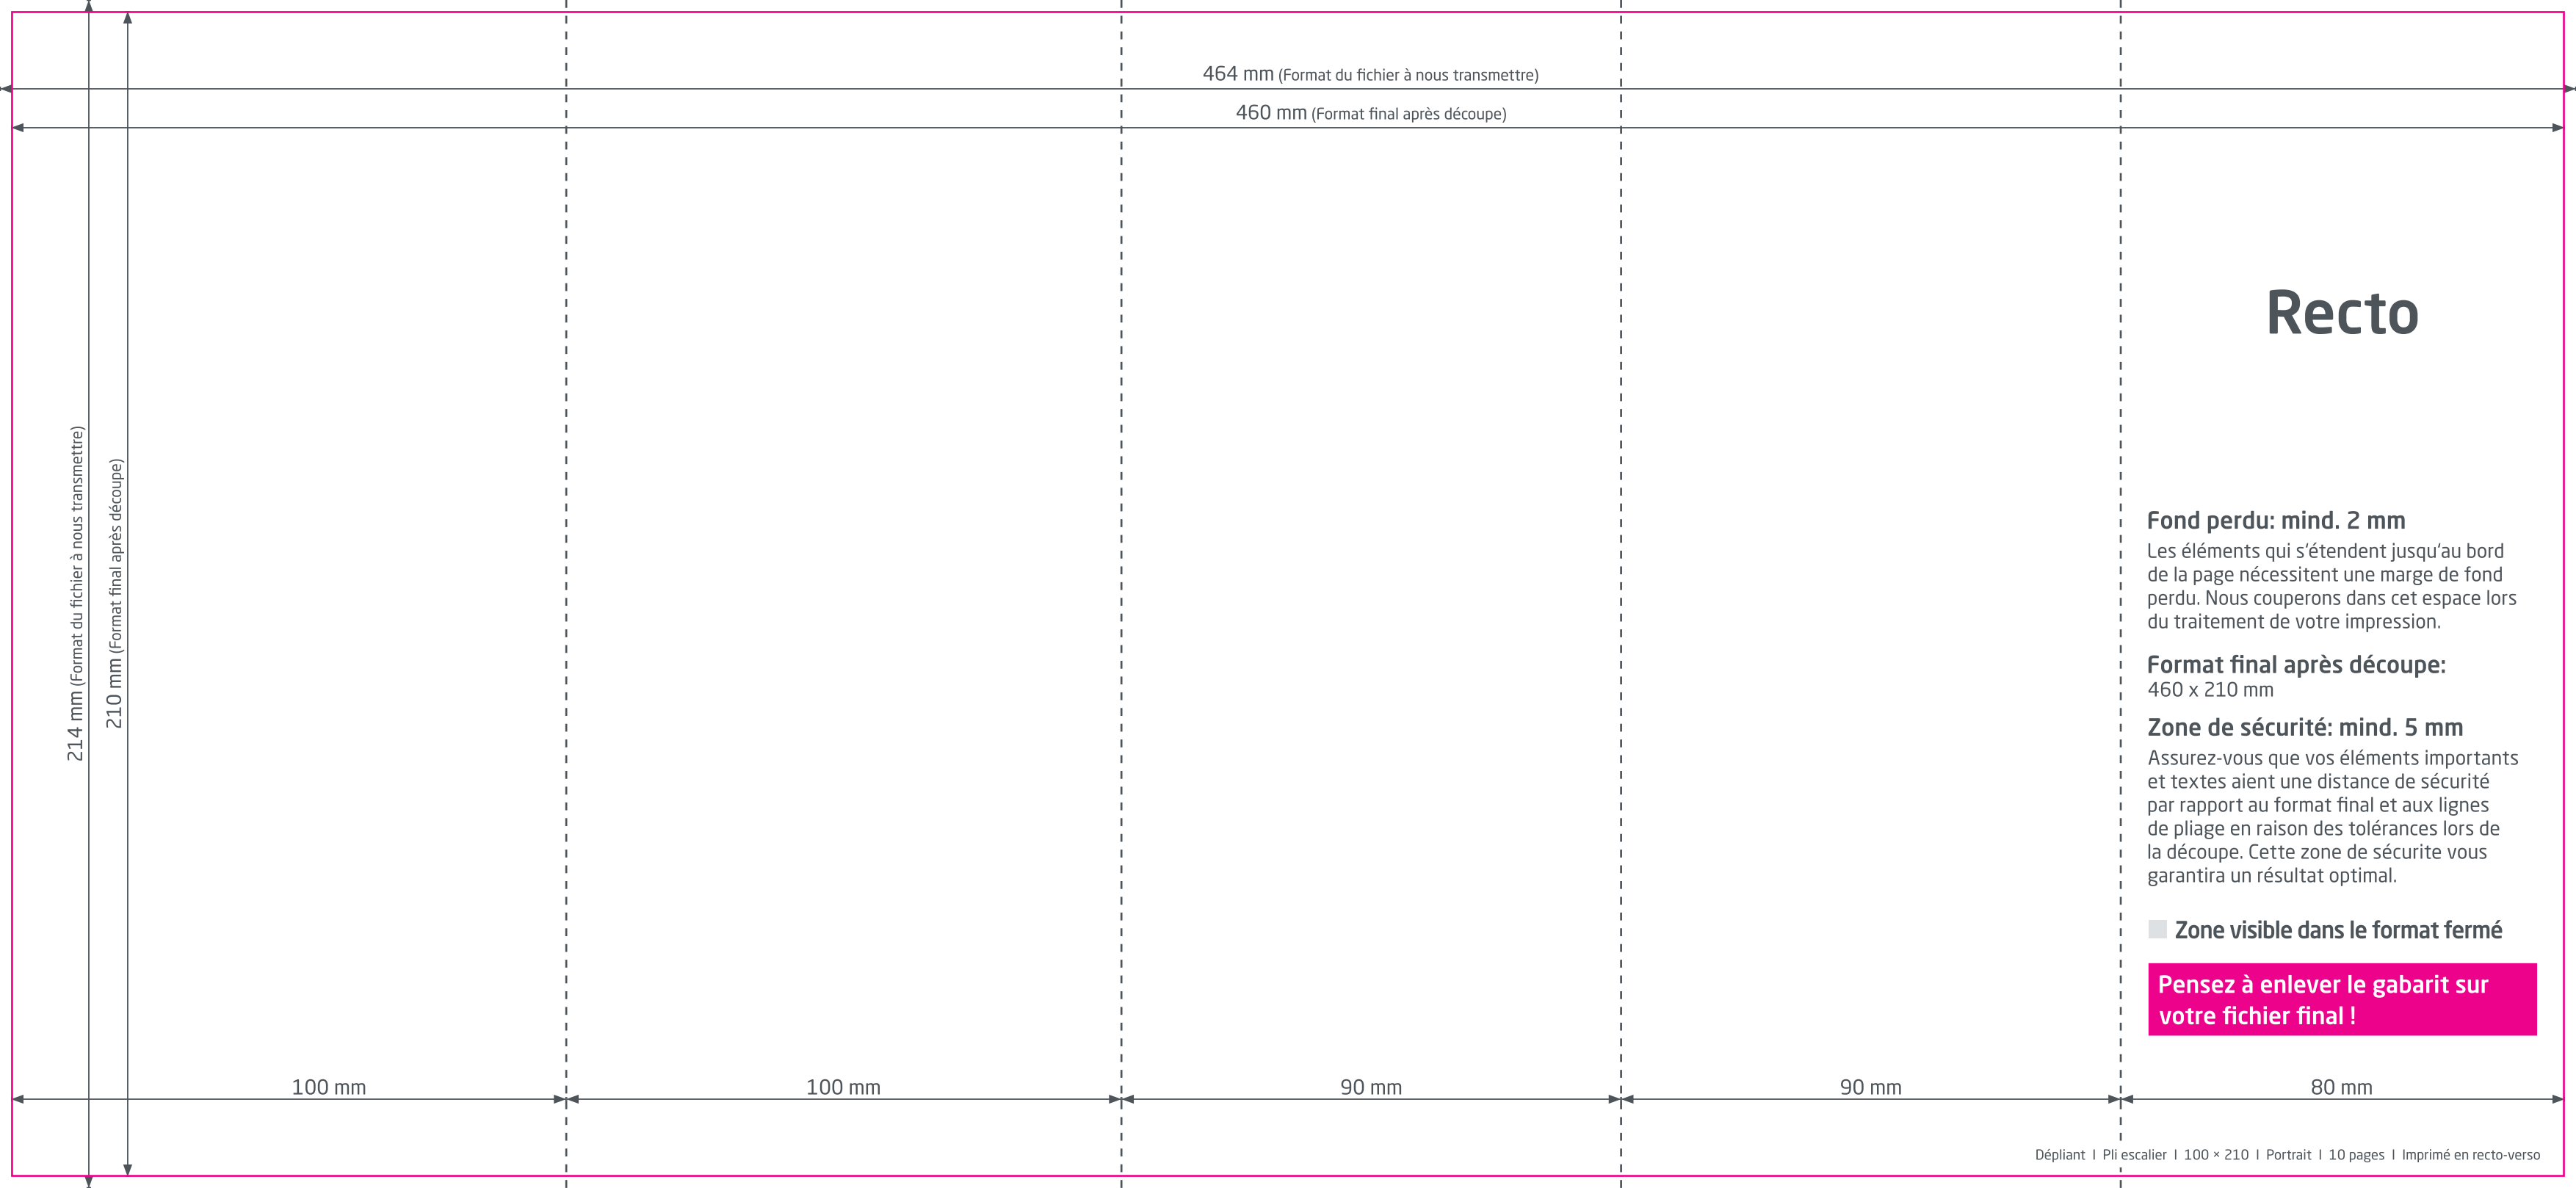 464 mm (Format du fichier à nous transmettre)
460 mm (Format final après découpe)
214 mm (Format du fichier à nous transmettre)
210 mm (Format final après découpe)
Recto
Fond perdu: mind. 2 mm
Les éléments qui s'étendent jusqu'au bord
de la page nécessitent une marge de fond
perdu. Nous couperons dans cet espace lors
du traitement de votre impression.
Format final après découpe:
460 x 210 mm
Zone de sécurité: mind. 5 mm
Assurez-vous que vos éléments importants
et textes aient une distance de sécurité
par rapport au format final et aux lignes
de pliage en raison des tolérances lors de
la découpe. Cette zone de sécurite vous
garantira un résultat optimal.
Zone visible dans le format fermé
Pensez à enlever le gabarit sur
votre fichier final !
100 mm
100 mm
90 mm
90 mm
80 mm
Dépliant I Pli escalier I 100 × 210 I Portrait I 10 pages I Imprimé en recto-verso